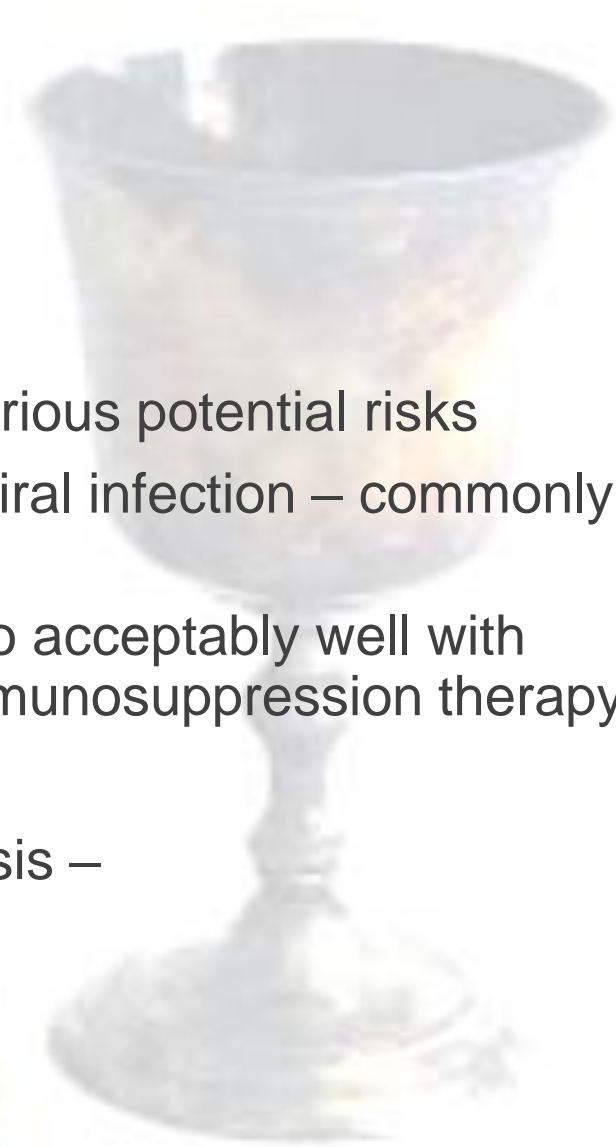 rious potential risks
iral infection – commonly
o acceptably well with
munosuppression therapy
sis –